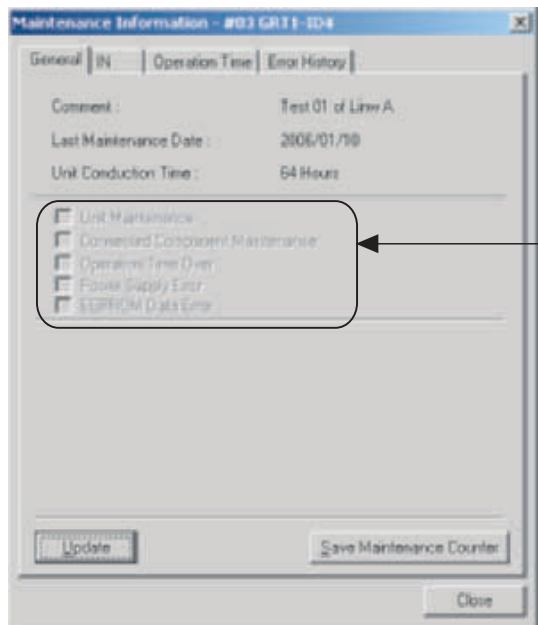 Maintenance Information - #03 GRT1-ID4
General IN Operation Time Error History
Comment : Test 01 of Line A
Last Maintenance Date : 2006/01/10
Unit Conduction Time : 64 Hours
Unit Maintenance
Connected Component Maintenance
Operation Time Over
Power Supply Error
EEPROM Data Error
Update Save Maintenance Counter
Close